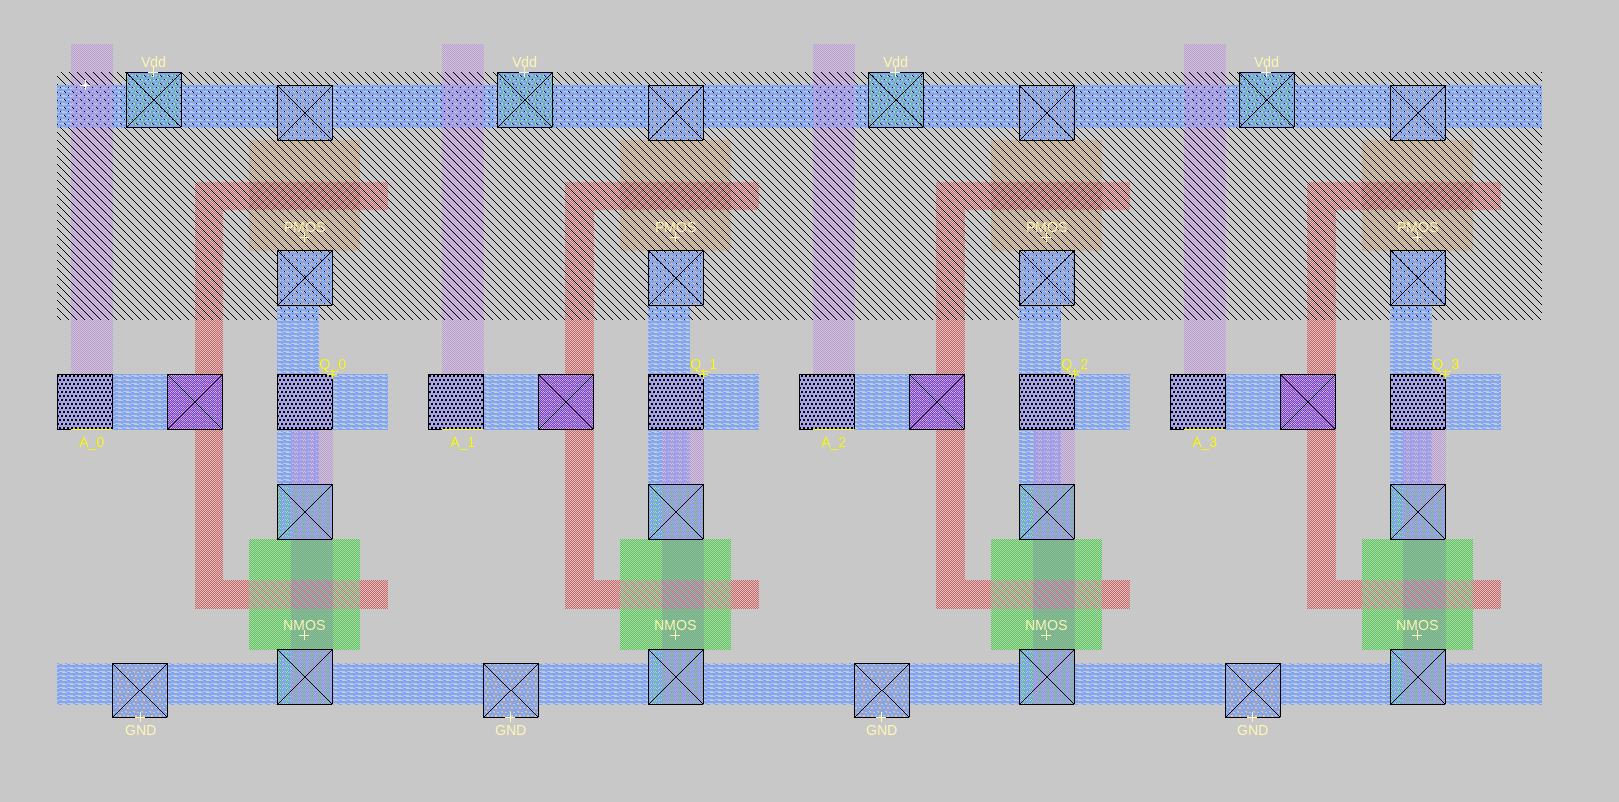 Vdd Vdd Vdd Vdd
PMOS PMOS PMOS PMOS
Q_0 Q_1 Q_2 Q_3
A_0 A_1 A_2 A_3
NMOS NMOS NMOS NMOS
GND GND GND GND